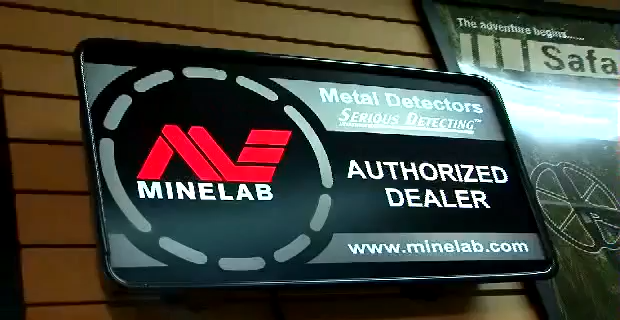 The adventure begins......
Safa
Metal Detectors
SERIOUS DETECTING™
MINELAB
AUTHORIZED
DEALER
www.minelab.com